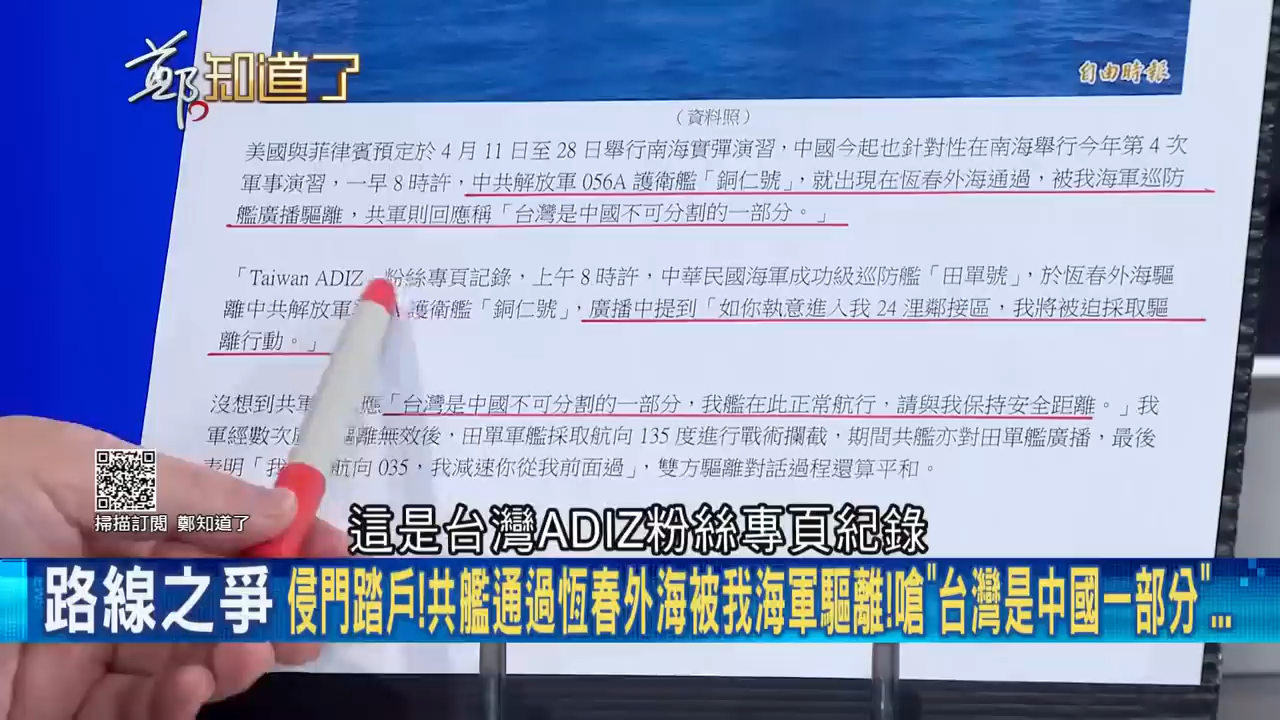 鄭知道了
自由時報
(資料照)
美國與菲律賓預定於 4 月 11 日至 28 日舉行南海實彈演習，中國今起也針對性在南海舉行今年第 4 次
軍事演習，一早 8 時許，中共解放軍 056A 護衛艦「銅仁號」，就出現在恆春外海通過，被我海軍巡防
艦廣播驅離，共軍則回應稱「台灣是中國不可分割的一部分。」
「Taiwan ADIZ 粉絲專頁記錄，上午 8 時許，中華民國海軍成功級巡防艦「田單號」，於恆春外海驅
離中共解放軍 A 護衛艦「銅仁號」，廣播中提到「如你執意進入我 24 浬鄰接區，我將被迫採取驅
離行動。」
沒想到共軍 應「台灣是中國不可分割的一部分，我艦在此正常航行，請與我保持安全距離。」我
軍經數次 驅離無效後，田單軍艦採取航向 135 度進行戰術攔截，期間共艦亦對田單艦廣播，最後
表明「我 航向 035，我減速你從我前面過」，雙方驅離對話過程還算平和。
掃描訂閱 鄭知道了
這是台灣ADIZ粉絲專頁紀錄
路線之爭 侵門踏戶!共艦通過恆春外海被我海軍驅離!嗆"台灣是中國一部分"...